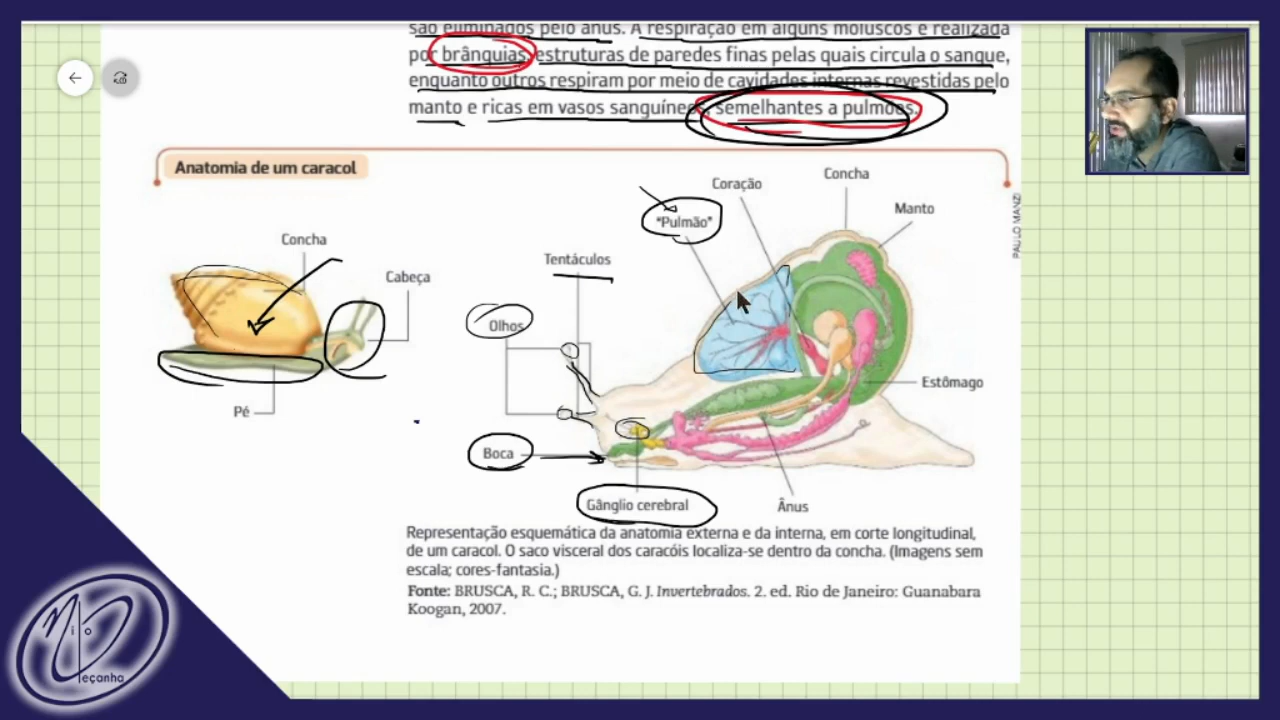 são eliminados pelo ânus. A respiração em alguns moluscos é realizada
por brânquias, estruturas de paredes finas pelas quais circula o sangue,
enquanto outros respiram por meio de cavidades internas revestidas pelo
manto e ricas em vasos sanguíneos, semelhantes a pulmões.
Anatomia de um caracol
Concha
Cabeça
Pé
Coração
Concha
"Pulmão"
Manto
Tentáculos
Olhos
Estômago
Boca
Gânglio cerebral
Ânus
PAULO MANZI
Representação esquemática da anatomia externa e da interna, em corte longitudinal,
de um caracol. O saco visceral dos caracóis localiza-se dentro da concha. (Imagens sem
escala; cores-fantasia.)
Fonte: BRUSCA, R. C.; BRUSCA, G. J. Invertebrados. 2. ed. Rio de Janeiro: Guanabara
Koogan, 2007.
eçanha